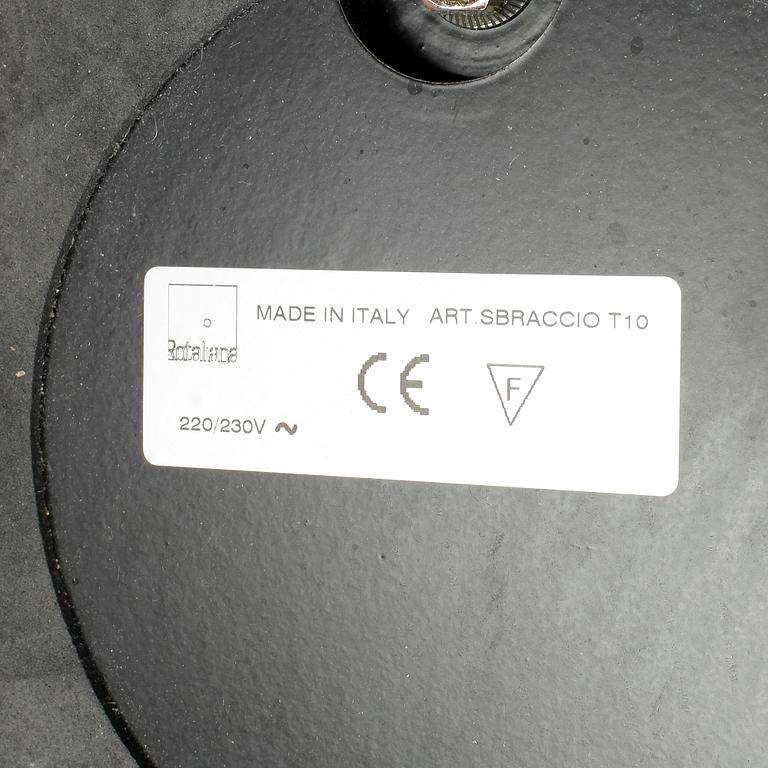 MADE IN ITALY ART.SBRACCIO T10
Rotaliana
CE F
220/230V ~